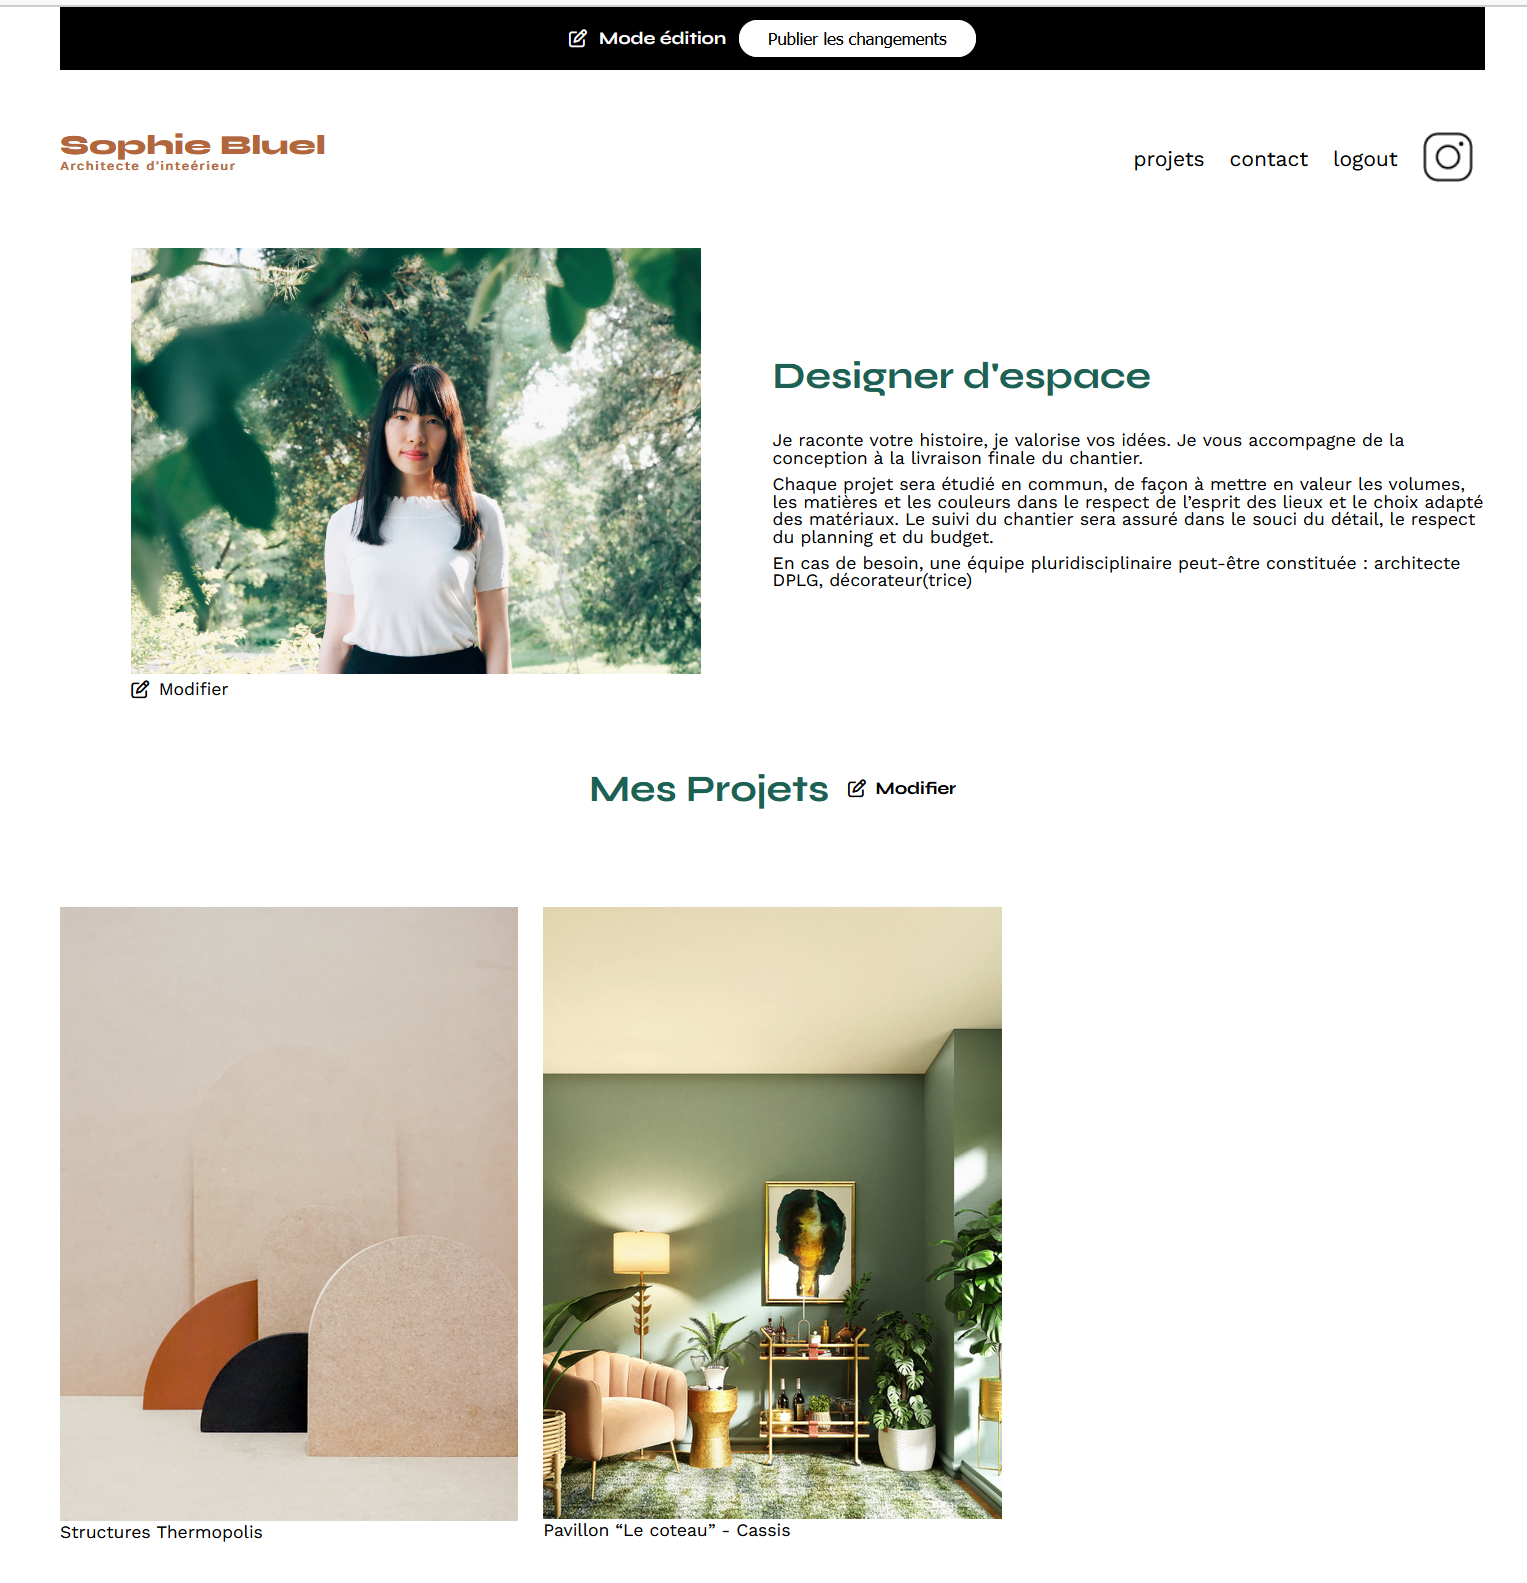 Mode édition
Publier les changements
Sophie Bluel
Architecte d'inteérieur
projets
contact
logout
Designer d'espace
Je raconte votre histoire, je valorise vos idées. Je vous accompagne de la
conception à la livraison finale du chantier.
Chaque projet sera étudié en commun, de façon à mettre en valeur les volumes,
les matières et les couleurs dans le respect de l’esprit des lieux et le choix adapté
des matériaux. Le suivi du chantier sera assuré dans le souci du détail, le respect
du planning et du budget.
En cas de besoin, une équipe pluridisciplinaire peut-être constituée : architecte
DPLG, décorateur(trice)
Modifier
Mes Projets
Modifier
Structures Thermopolis
Pavillon “Le coteau” - Cassis